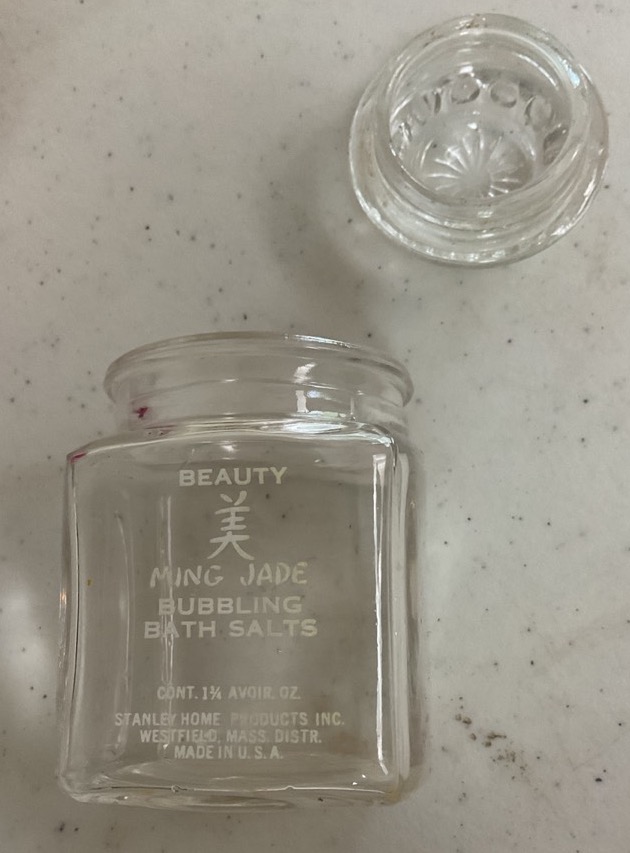 BEAUTY
美
MING JADE
BUBBLING
BATH SALTS
CONT. 1¾ AVOIR. OZ.
STANLEY HOME PRODUCTS INC.
WESTFIELD, MASS. DISTR.
MADE IN U.S.A.